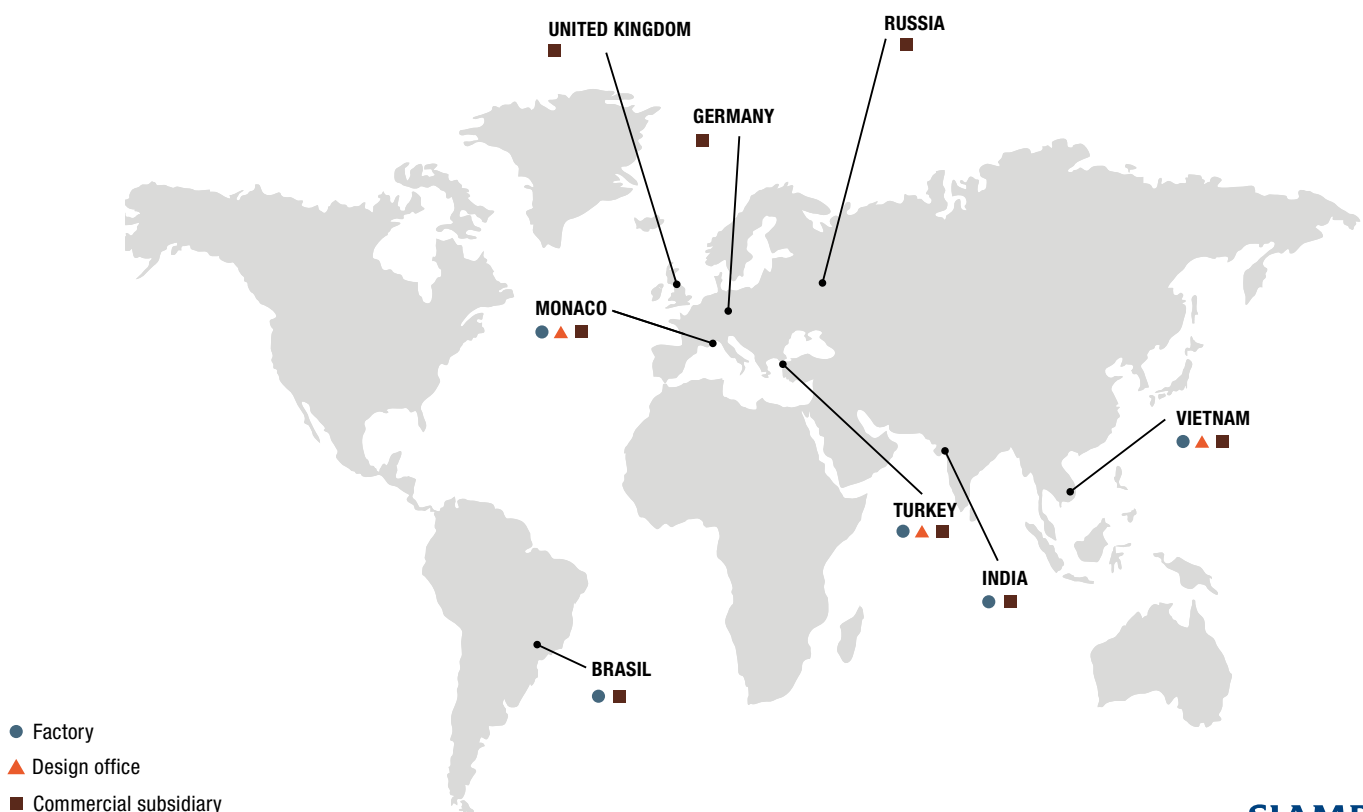 UNITED KINGDOM
RUSSIA
GERMANY
MONACO
VIETNAM
TURKEY
INDIA
BRASIL
Factory
Design office
Commercial subsidiary